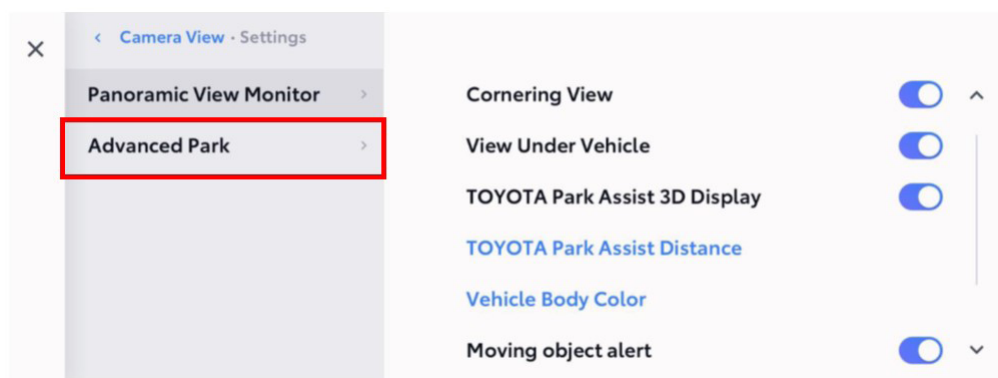 Camera View · Settings
Panoramic View Monitor
Advanced Park
Cornering View
View Under Vehicle
TOYOTA Park Assist 3D Display
TOYOTA Park Assist Distance
Vehicle Body Color
Moving object alert